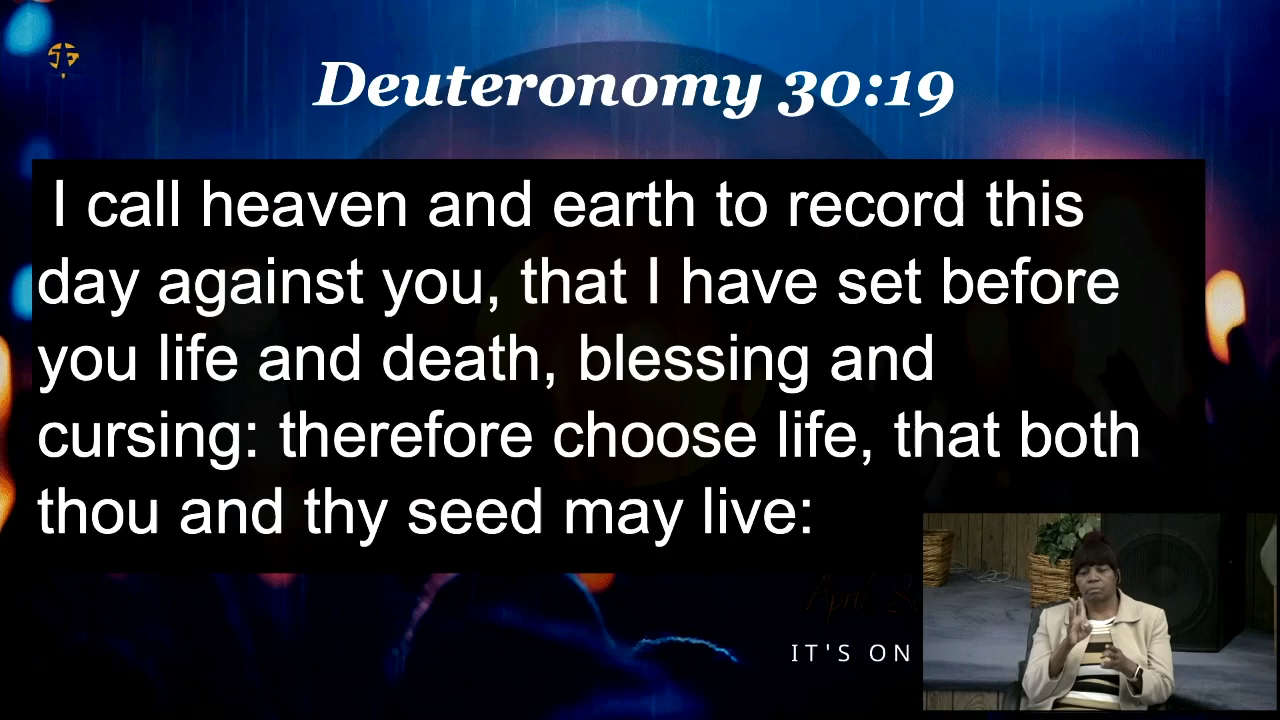 Deuteronomy 30:19
I call heaven and earth to record this
day against you, that I have set before
you life and death, blessing and
cursing: therefore choose life, that both
thou and thy seed may live:
April
IT'S ON